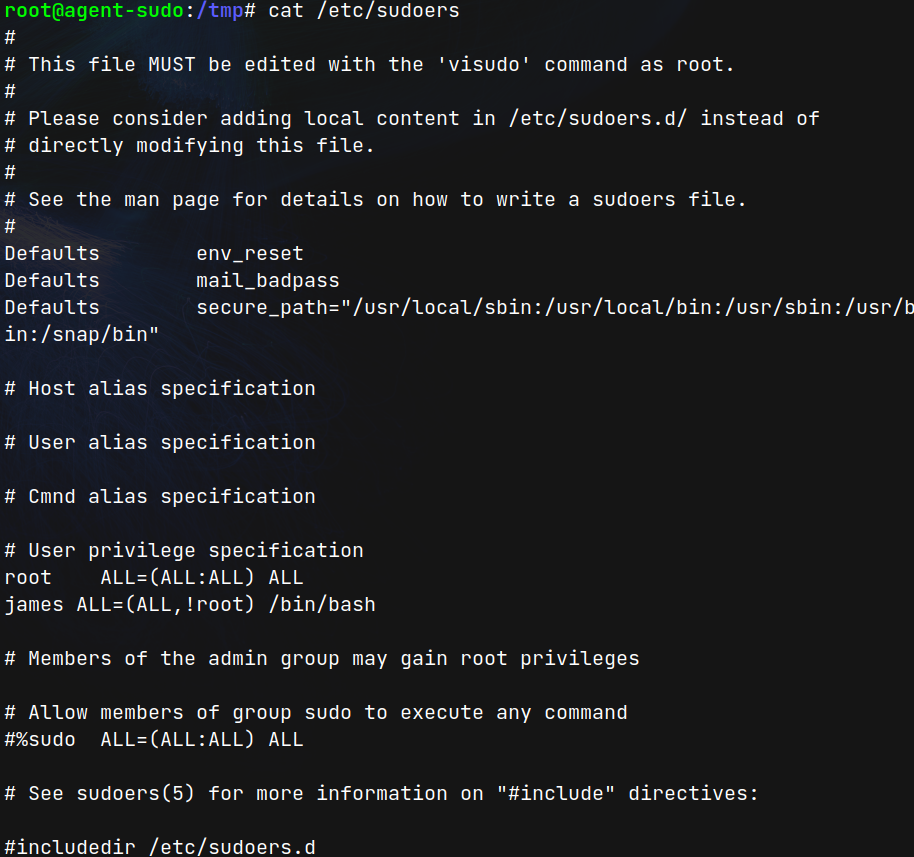 root@agent-sudo:/tmp# cat /etc/sudoers
#
# This file MUST be edited with the 'visudo' command as root.
#
# Please consider adding local content in /etc/sudoers.d/ instead of
# directly modifying this file.
#
# See the man page for details on how to write a sudoers file.
#
Defaults        env_reset
Defaults        mail_badpass
Defaults        secure_path="/usr/local/sbin:/usr/local/bin:/usr/sbin:/usr/b
in:/snap/bin"

# Host alias specification

# User alias specification

# Cmnd alias specification

# User privilege specification
root    ALL=(ALL:ALL) ALL
james ALL=(ALL,!root) /bin/bash

# Members of the admin group may gain root privileges

# Allow members of group sudo to execute any command
#%sudo  ALL=(ALL:ALL) ALL

# See sudoers(5) for more information on "#include" directives:

#includedir /etc/sudoers.d